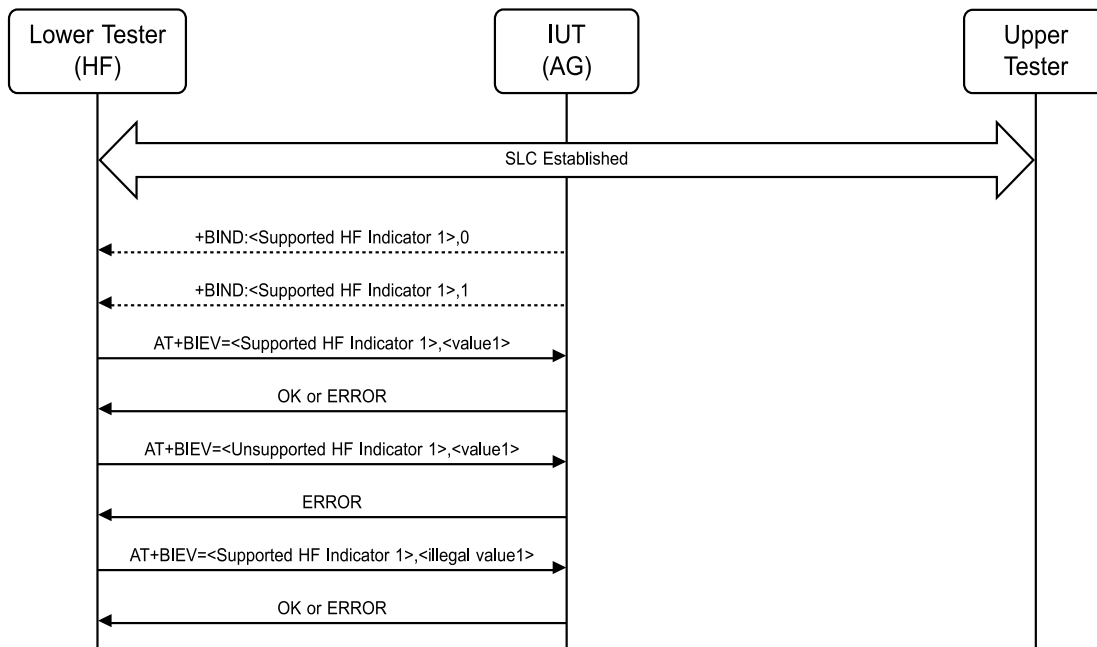 Lower Tester
(HF)
IUT
(AG)
Upper
Tester
SLC Established
+BIND:<Supported HF Indicator 1>,0
+BIND:<Supported HF Indicator 1>,1
AT+BIEV=<Supported HF Indicator 1>,<value1>
OK or ERROR
AT+BIEV=<Unsupported HF Indicator 1>,<value1>
ERROR
AT+BIEV=<Supported HF Indicator 1>,<illegal value1>
OK or ERROR